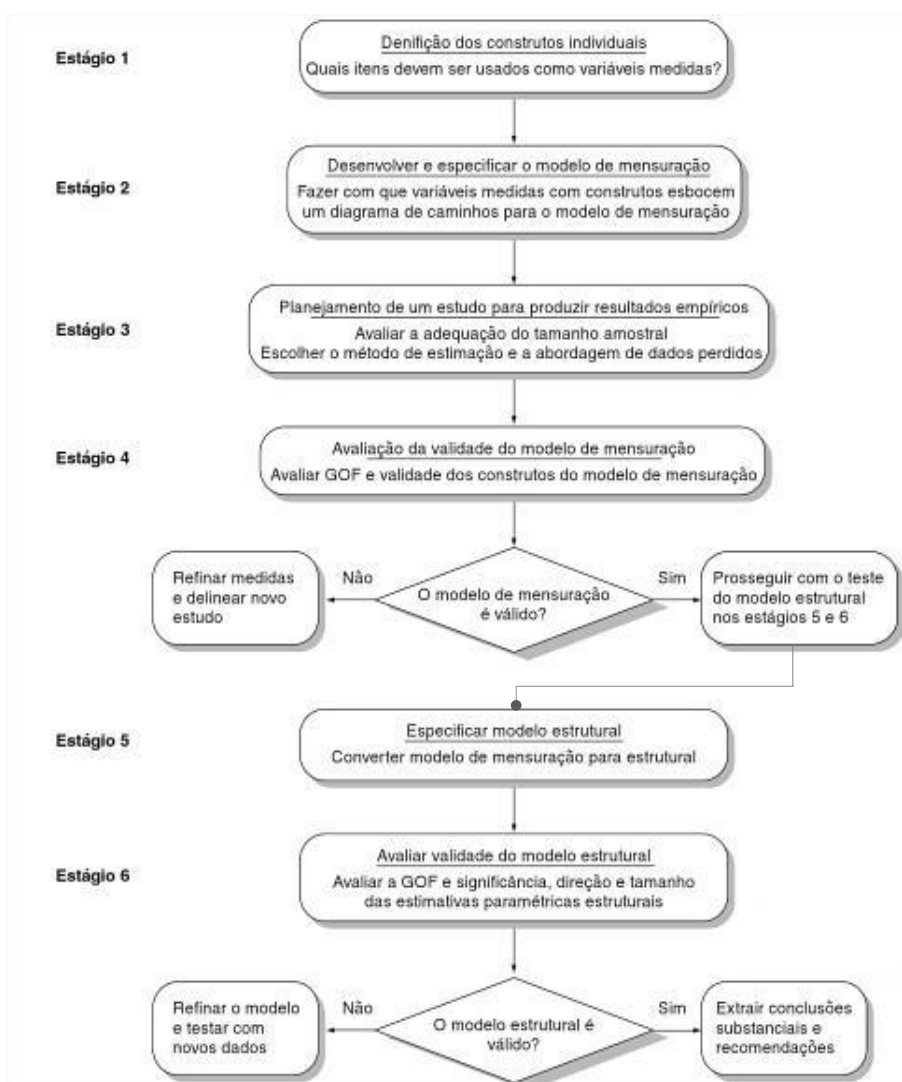 Estágio 1
Denifição dos construtos individuais
Quais itens devem ser usados como variáveis medidas?
Estágio 2
Desenvolver e especificar o modelo de mensuração
Fazer com que variáveis medidas com construtos esbocem
um diagrama de caminhos para o modelo de mensuração
Estágio 3
Planejamento de um estudo para produzir resultados empíricos
Avaliar a adequação do tamanho amostral
Escolher o método de estimação e a abordagem de dados perdidos
Estágio 4
Avaliação da validade do modelo de mensuração
Avaliar GOF e validade dos construtos do modelo de mensuração
Refinar medidas
e delinear novo
estudo
Não
O modelo de mensuração
é válido?
Sim
Prosseguir com o teste
do modelo estrutural
nos estágios 5 e 6
Estágio 5
Especificar modelo estrutural
Converter modelo de mensuração para estrutural
Estágio 6
Avaliar validade do modelo estrutural
Avaliar a GOF e significância, direção e tamanho
das estimativas paramétricas estruturais
Refinar o modelo
e testar com
novos dados
Não
O modelo estrutural é
válido?
Sim
Extrair conclusões
substanciais e
recomendações